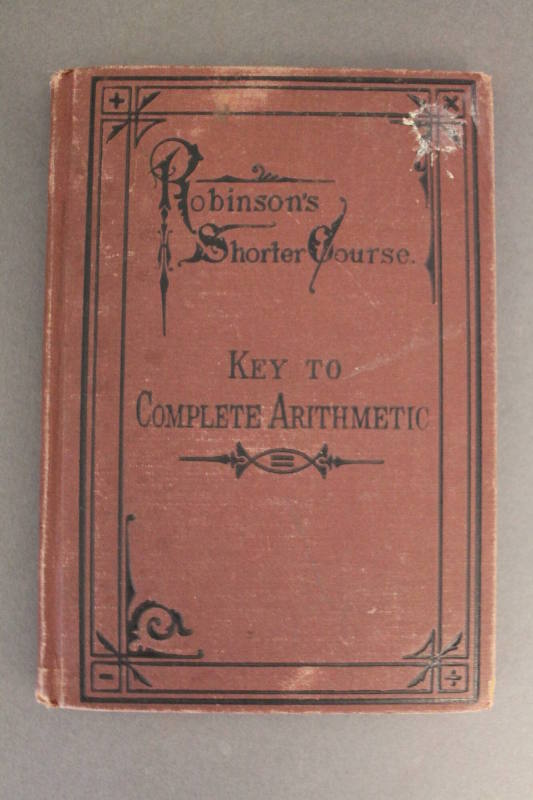 + ×
Robinson's
Shorter Course.
KEY TO
COMPLETE ARITHMETIC
=
- ÷